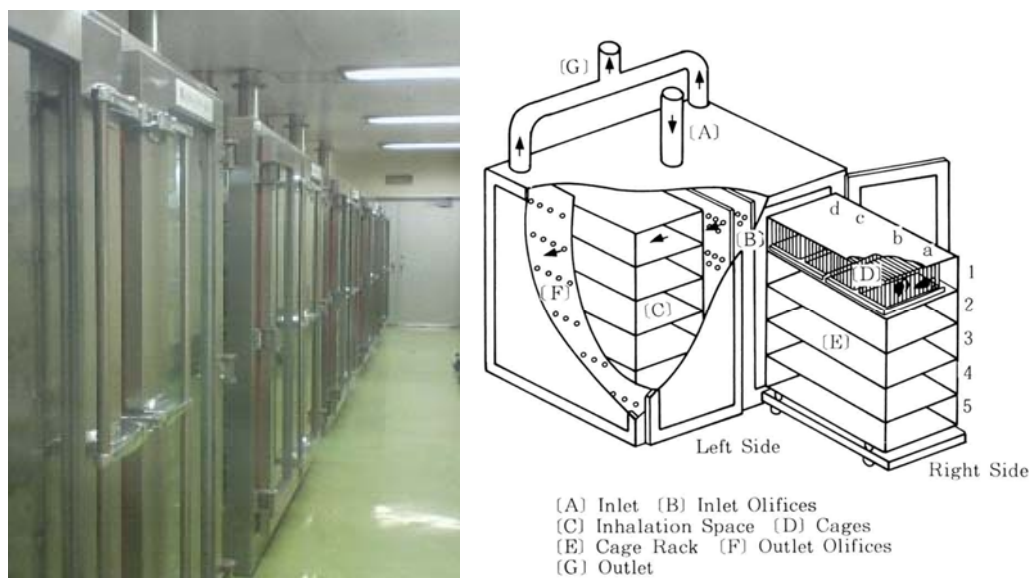 [G]
[A]
d
c
b
a
[B]
[D]
1
[F]
[C]
2
[E]
3
4
5
Left Side
Right Side
[A] Inlet [B] Inlet Olifices
[C] Inhalation Space [D] Cages
[E] Cage Rack [F] Outlet Olifices
[G] Outlet